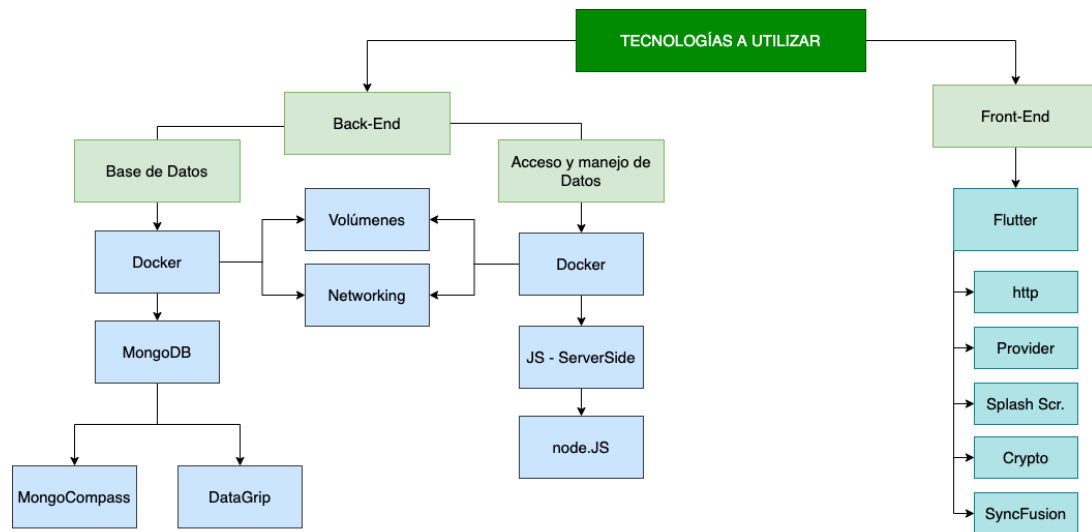 TECNOLOGÍAS A UTILIZAR
Back-End
Front-End
Base de Datos
Acceso y manejo de
Datos
Volúmenes
Flutter
Docker
Docker
Networking
http
MongoDB
JS - ServerSide
Provider
Splash Scr.
node.JS
Crypto
MongoCompass
DataGrip
SyncFusion